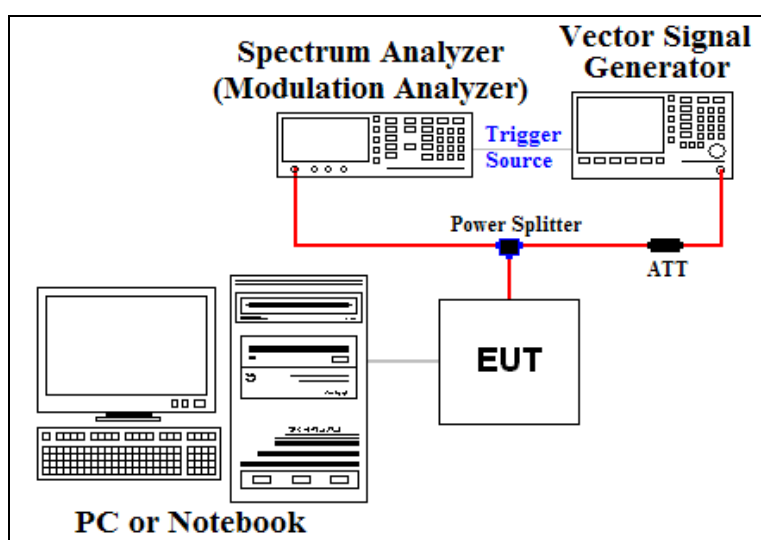 Spectrum Analyzer
(Modulation Analyzer)
Vector Signal
Generator
Trigger
Source
Power Splitter
ATT
EUT
PC or Notebook